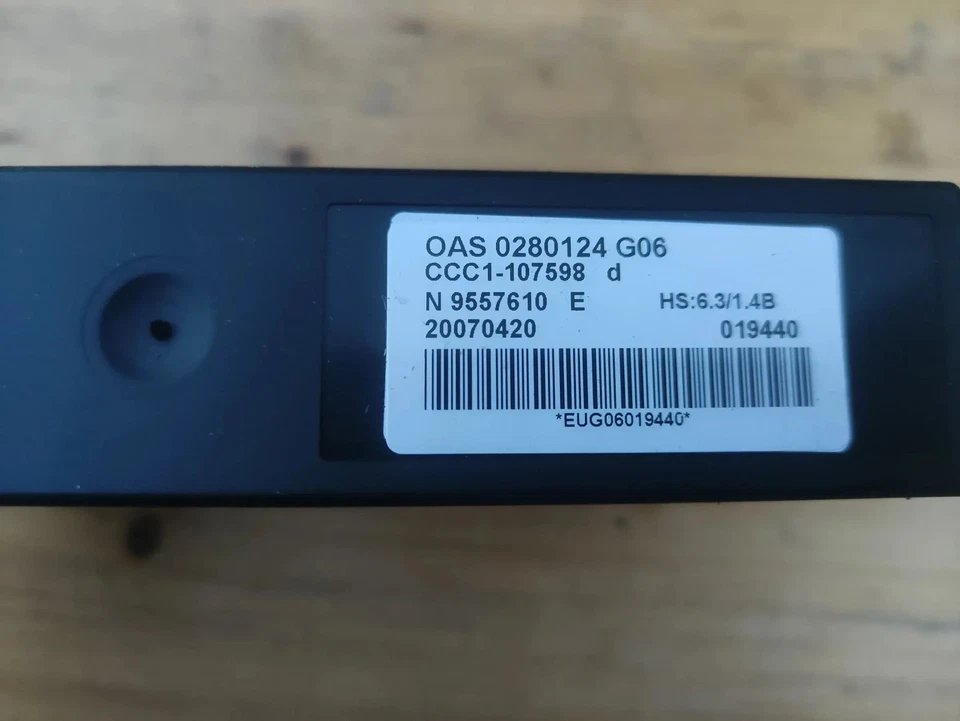 OAS 0280124 G06
CCC1-107598 d
N 9557610 E HS:6.3/1.4B
20070420 019440
*EUG06019440*